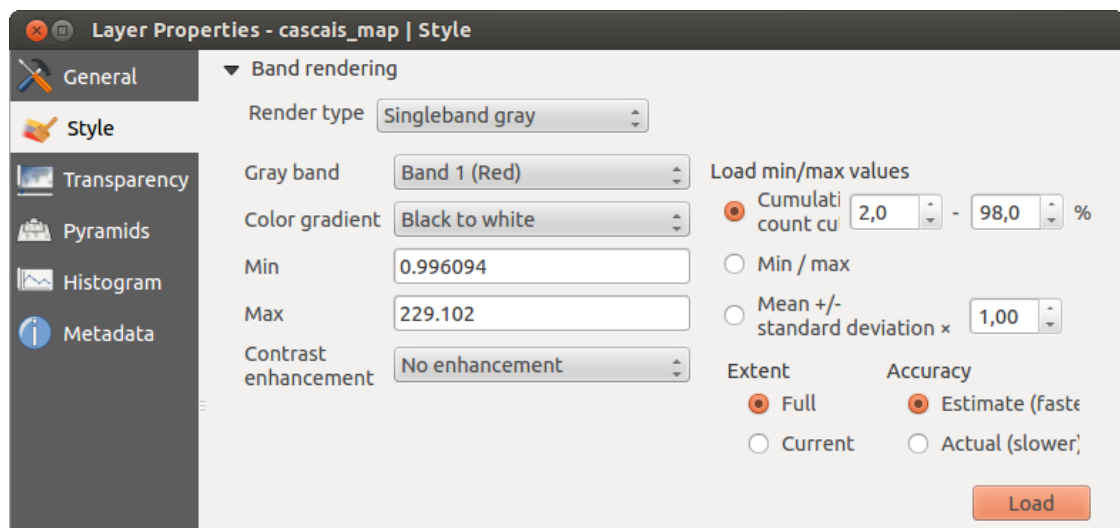 Layer Properties - cascais_map | Style
General
Style
Transparency
Pyramids
Histogram
Metadata
Band rendering
Render type Singleband gray
Gray band Band 1 (Red)
Color gradient Black to white
Min 0.996094
Max 229.102
Contrast
enhancement No enhancement
Load min/max values
Cumulati
count cu 2,0 - 98,0 %
Min / max
Mean +/-
standard deviation × 1,00
Extent Accuracy
Full Estimate (faste
Current Actual (slower)
Load